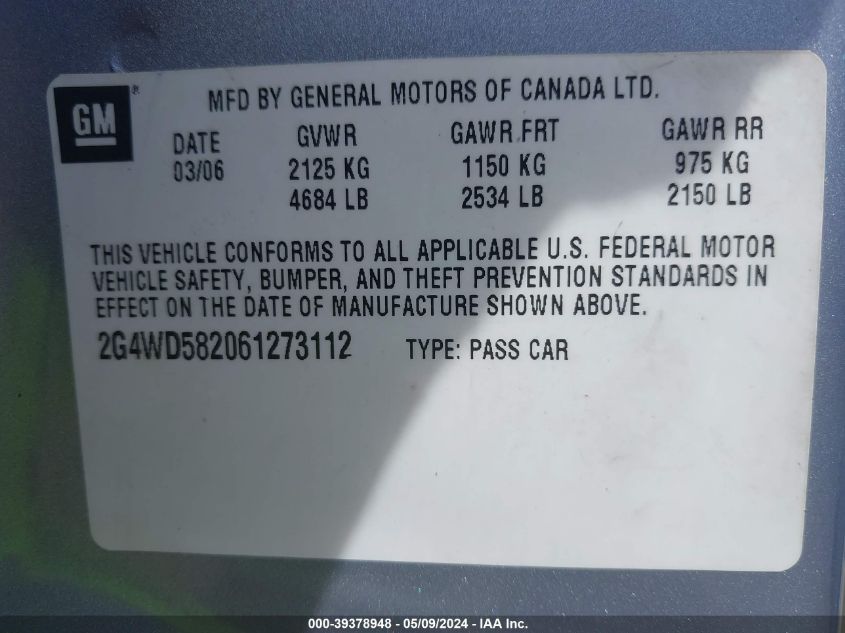 GM®
MFD BY GENERAL MOTORS OF CANADA LTD.
DATE GVWR GAWR FRT GAWR RR
03/06 2125 KG 1150 KG 975 KG
4684 LB 2534 LB 2150 LB
THIS VEHICLE CONFORMS TO ALL APPLICABLE U.S. FEDERAL MOTOR
VEHICLE SAFETY, BUMPER, AND THEFT PREVENTION STANDARDS IN
EFFECT ON THE DATE OF MANUFACTURE SHOWN ABOVE.
2G4WD582061273112 TYPE: PASS CAR
000-39378948 - 05/09/2024 - IAA Inc.